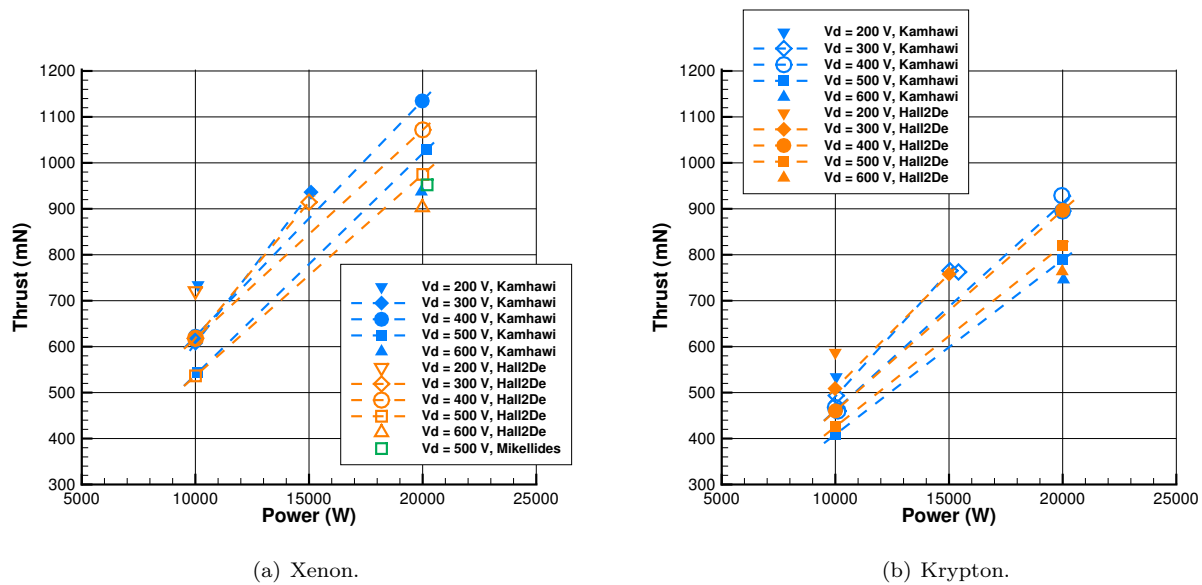 Vd = 200 V, Kamhawi
Vd = 300 V, Kamhawi
Vd = 400 V, Kamhawi
Vd = 500 V, Kamhawi
Vd = 600 V, Kamhawi
Vd = 200 V, Hall2De
Vd = 300 V, Hall2De
Vd = 400 V, Hall2De
Vd = 500 V, Hall2De
Vd = 600 V, Hall2De
Vd = 500 V, Mikellides
Thrust (mN)
1200
1100
1000
900
800
700
600
500
400
300
5000 10000 15000 20000 25000
Power (W)
(a) Xenon.
Vd = 200 V, Kamhawi
Vd = 300 V, Kamhawi
Vd = 400 V, Kamhawi
Vd = 500 V, Kamhawi
Vd = 600 V, Kamhawi
Vd = 200 V, Hall2De
Vd = 300 V, Hall2De
Vd = 400 V, Hall2De
Vd = 500 V, Hall2De
Vd = 600 V, Hall2De
Thrust (mN)
1200
1100
1000
900
800
700
600
500
400
300
5000 10000 15000 20000 25000
Power (W)
(b) Krypton.